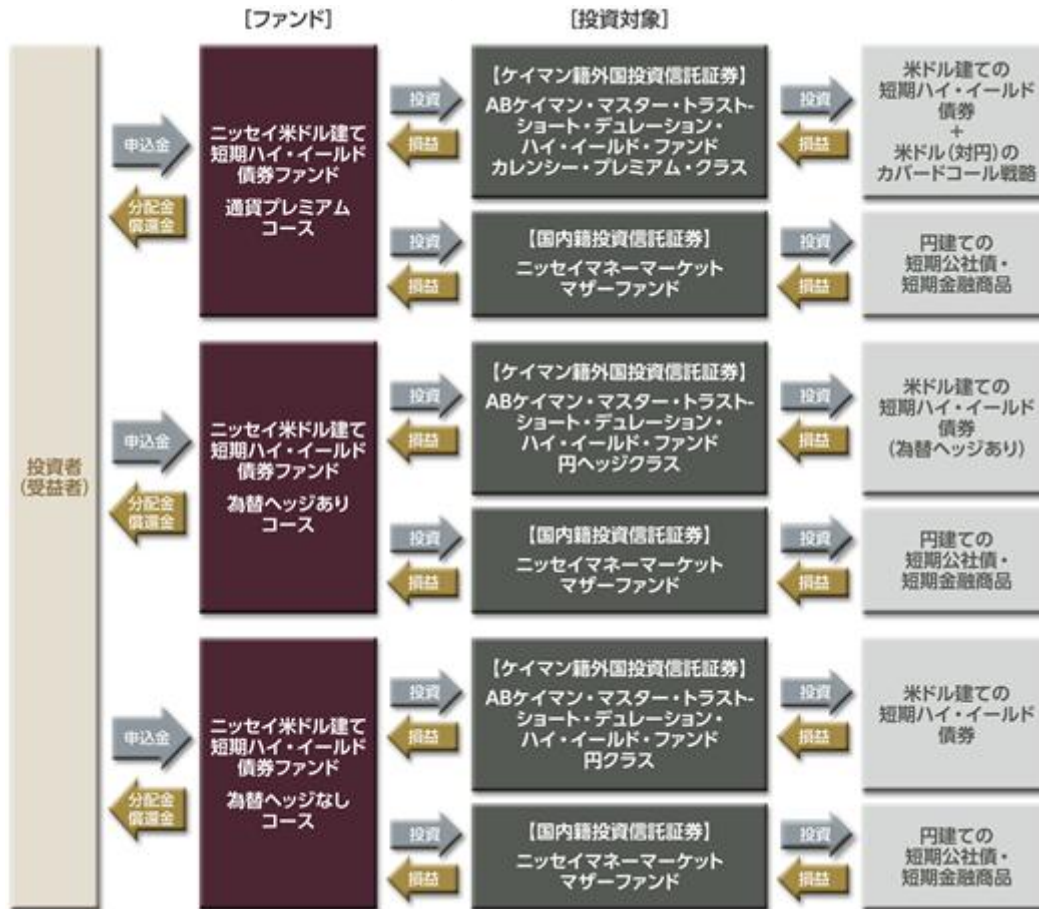 [ファンド]
[投資対象]
投資者
(受益者)
申込金
分配金
償還金
ニッセイ米ドル建て
短期ハイ・イールド
債券ファンド
通貨プレミアム
コース
投資
損益
【ケイマン籍外国投資信託証券】
ABケイマン・マスター・トラスト-
ショート・デュレーション・
ハイ・イールド・ファンド
カレンシー・プレミアム・クラス
投資
損益
米ドル建ての
短期ハイ・イールド
債券
+
米ドル(対円)の
カバードコール戦略
投資
損益
【国内籍投資信託証券】
ニッセイマネーマーケット
マザーファンド
投資
損益
円建ての
短期公社債・
短期金融商品
申込金
分配金
償還金
ニッセイ米ドル建て
短期ハイ・イールド
債券ファンド
為替ヘッジあり
コース
投資
損益
【ケイマン籍外国投資信託証券】
ABケイマン・マスター・トラスト-
ショート・デュレーション・
ハイ・イールド・ファンド
円ヘッジクラス
投資
損益
米ドル建ての
短期ハイ・イールド
債券
(為替ヘッジあり)
投資
損益
【国内籍投資信託証券】
ニッセイマネーマーケット
マザーファンド
投資
損益
円建ての
短期公社債・
短期金融商品
申込金
分配金
償還金
ニッセイ米ドル建て
短期ハイ・イールド
債券ファンド
為替ヘッジなし
コース
投資
損益
【ケイマン籍外国投資信託証券】
ABケイマン・マスター・トラスト-
ショート・デュレーション・
ハイ・イールド・ファンド
円クラス
投資
損益
米ドル建ての
短期ハイ・イールド
債券
投資
損益
【国内籍投資信託証券】
ニッセイマネーマーケット
マザーファンド
投資
損益
円建ての
短期公社債・
短期金融商品